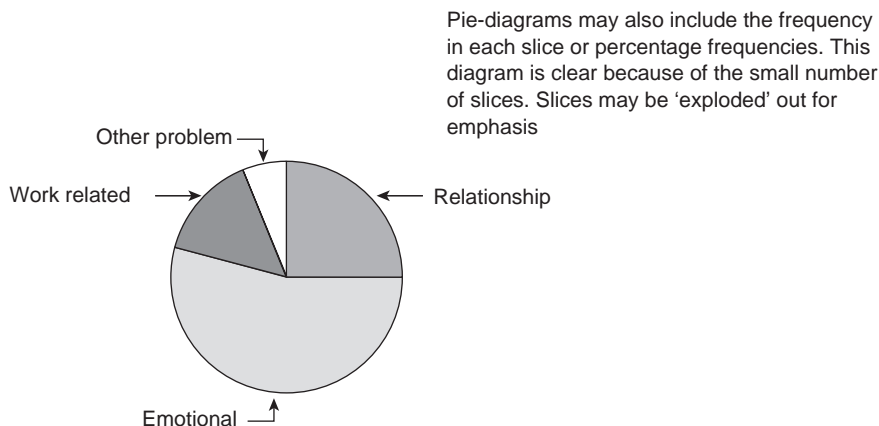 Pie-diagrams may also include the frequency
in each slice or percentage frequencies. This
diagram is clear because of the small number
of slices. Slices may be ‘exploded’ out for
emphasis
Other problem
Work related
Relationship
Emotional